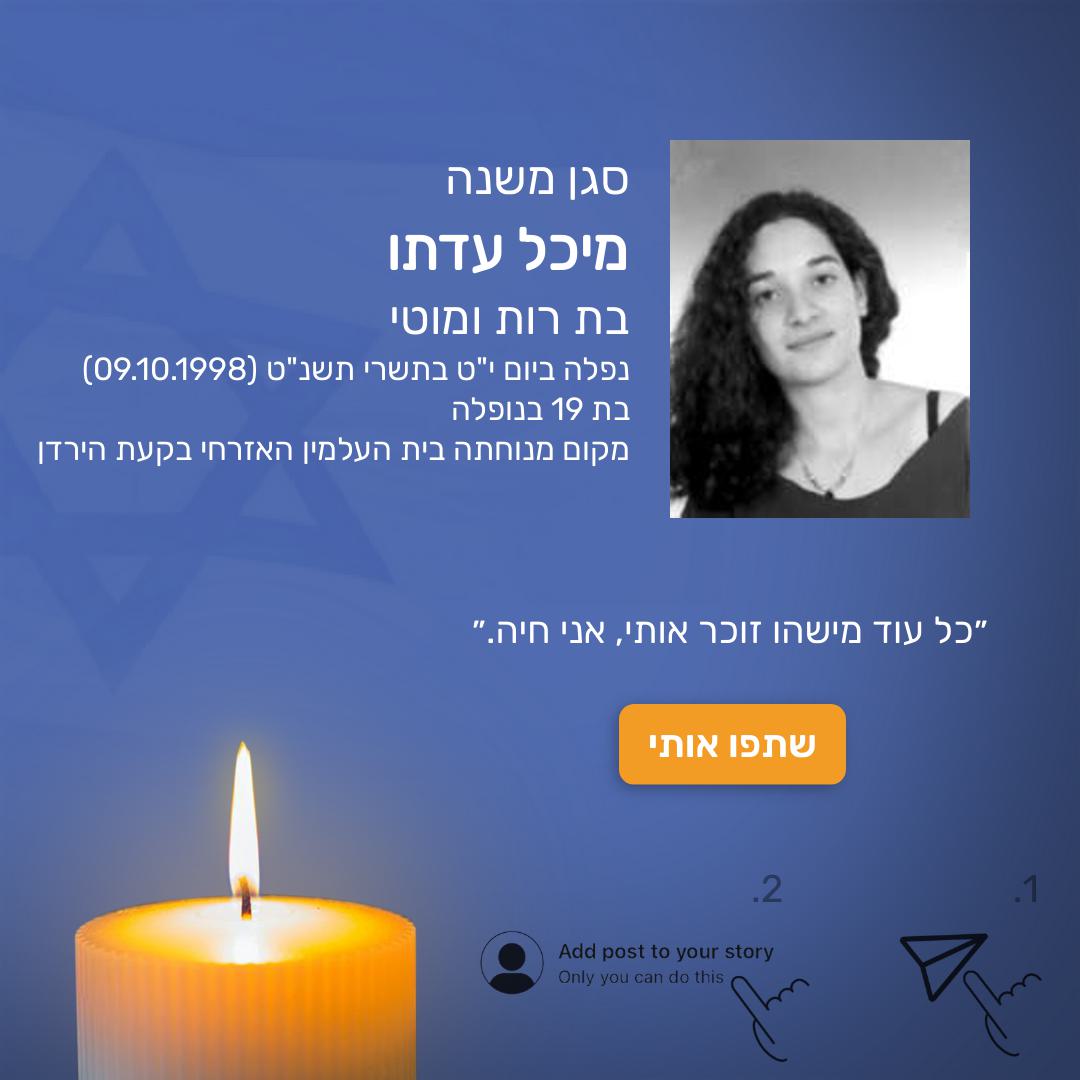 סגן משנה
מיכל עדתו
בת רות ומוטי
נפלה ביום י"ט בתשרי תשנ"ט (09.10.1998)
בת 19 בנופלה
מקום מנוחתה בית העלמין האזרחי בקעת הירדן
״כל עוד מישהו זוכר אותי, אני חיה.״
שתפו אותי
1.
2.
Add post to your story
Only you can do this